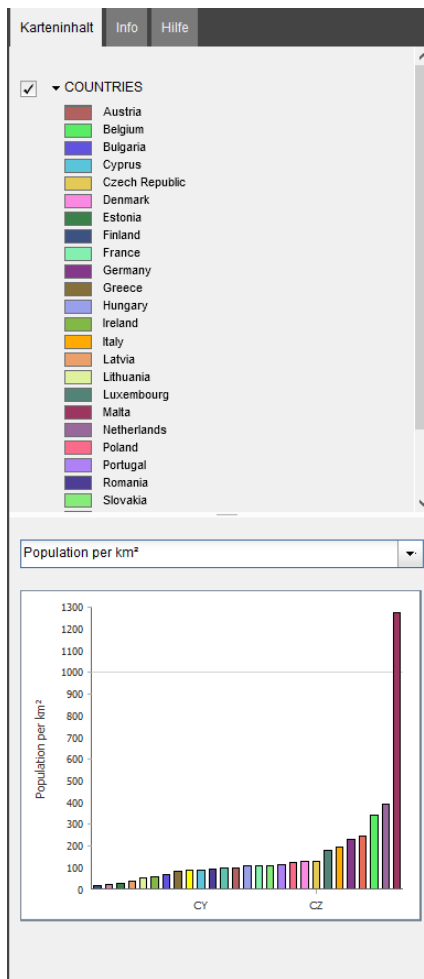 Karteninhalt Info Hilfe
COUNTRIES
Austria
Belgium
Bulgaria
Cyprus
Czech Republic
Denmark
Estonia
Finland
France
Germany
Greece
Hungary
Ireland
Italy
Latvia
Lithuania
Luxembourg
Malta
Netherlands
Poland
Portugal
Romania
Slovakia
Population per km²
Population per km²
1300
1200
1100
1000
900
800
700
600
500
400
300
200
100
0
CY CZ